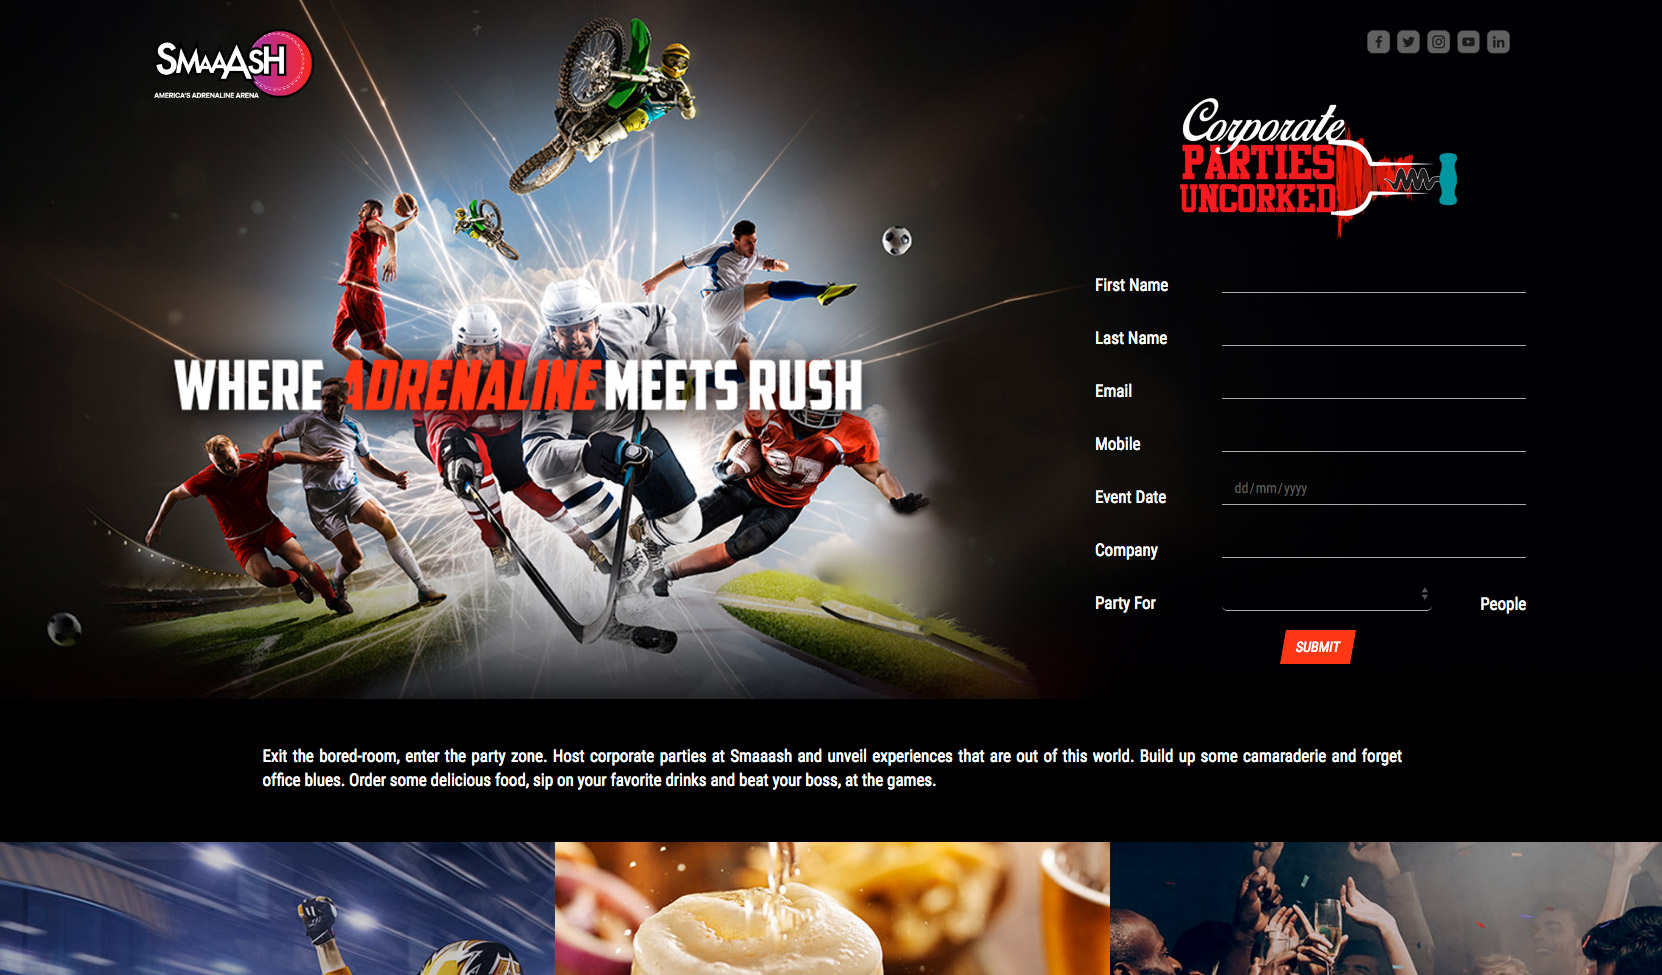 SMAAASH
AMERICA'S ADRENALINE ARENA
Corporate
PARTIES
UNCORKED
WHERE ADRENALINE MEETS RUSH
87
First Name
Last Name
Email
Mobile
Event Date dd/mm/yyyy
Company
Party For People
SUBMIT
Exit the bored-room, enter the party zone. Host corporate parties at Smaaash and unveil experiences that are out of this world. Build up some camaraderie and forget
office blues. Order some delicious food, sip on your favorite drinks and beat your boss, at the games.